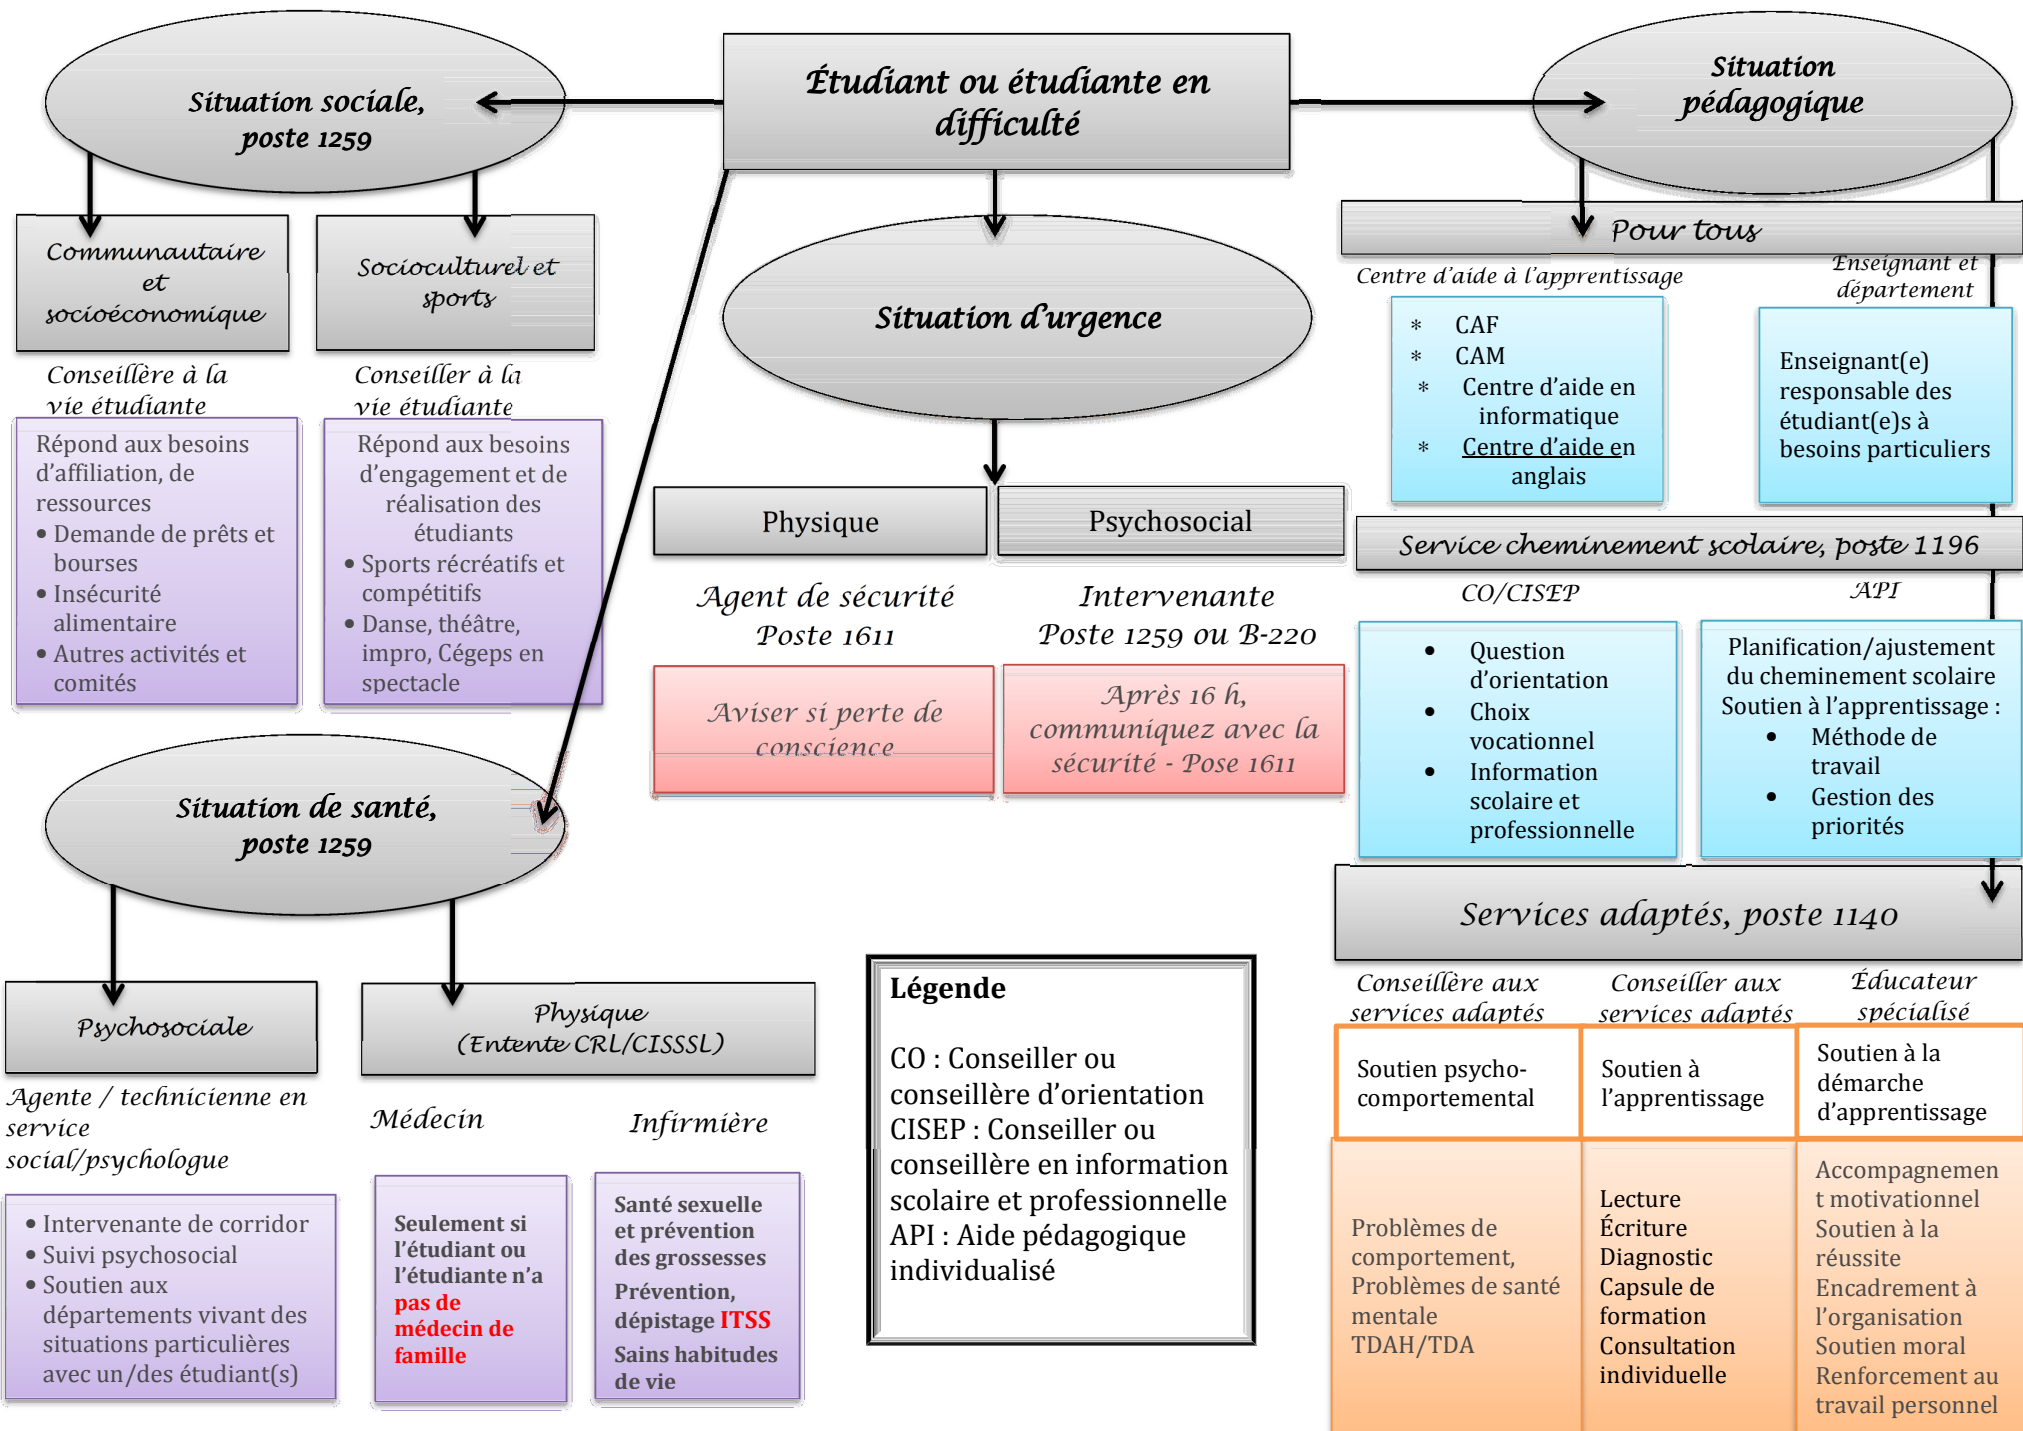 Étudiant ou étudiante en
difficulté
Situation sociale,
poste 1259
Communautaire
et
socioéconomique
Conseillère à la
vie étudiante
Répond aux besoins
d'affiliation, de
ressources
• Demande de prêts et
bourses
• Insécurité
alimentaire
• Autres activités et
comités
Socioculturel et
sports
Conseiller à la
vie étudiante
Répond aux besoins
d'engagement et de
réalisation des
étudiants
• Sports récréatifs et
compétitifs
• Danse, théâtre,
impro, Cégeps en
spectacle
Situation d'urgence
Physique
Agent de sécurité
Poste 1611
Aviser si perte de
conscience
Psychosocial
Intervenante
Poste 1259 ou B-220
Après 16 h,
communiquez avec la
sécurité - Pose 1611
Situation
pédagogique
Pour tous
Centre d'aide à l'apprentissage
* CAF
* CAM
* Centre d'aide en
informatique
* Centre d'aide en
anglais
Enseignant et
département
Enseignant(e)
responsable des
étudiant(e)s à
besoins particuliers
Service cheminement scolaire, poste 1196
CO/CISEP
• Question
d'orientation
• Choix
vocationnel
• Information
scolaire et
professionnelle
API
Planification/ajustement
du cheminement scolaire
Soutien à l'apprentissage :
• Méthode de
travail
• Gestion des
priorités
Services adaptés, poste 1140
Conseillère aux
services adaptés
Soutien psycho-
comportemental
Problèmes de
comportement,
Problèmes de santé
mentale
TDAH/TDA
Conseiller aux
services adaptés
Soutien à
l'apprentissage
Lecture
Écriture
Diagnostic
Capsule de
formation
Consultation
individuelle
Éducateur
spécialisé
Soutien à la
démarche
d'apprentissage
Accompagnemen
t motivationnel
Soutien à la
réussite
Encadrement à
l'organisation
Soutien moral
Renforcement au
travail personnel
Situation de santé,
poste 1259
Psychosociale
Agente / technicienne en
service
social/psychologue
• Intervenante de corridor
• Suivi psychosocial
• Soutien aux
départements vivant des
situations particulières
avec un/des étudiant(s)
Physique
(Entente CRL/CISSSL)
Médecin
Seulement si
l'étudiant ou
l'étudiante n'a
pas de
médecin de
famille
Infirmière
Santé sexuelle
et prévention
des grossesses
Prévention,
dépistage ITSS
Sains habitudes
de vie
Légende
CO : Conseiller ou
conseillère d'orientation
CISEP : Conseiller ou
conseillère en information
scolaire et professionnelle
API : Aide pédagogique
individualisé